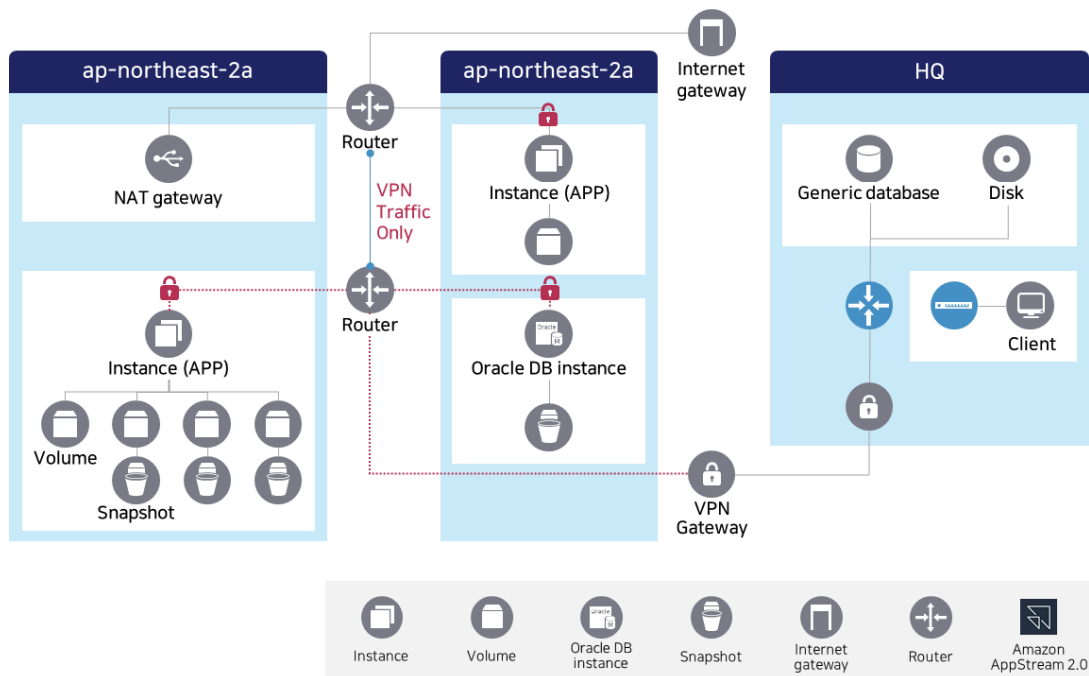 ap-northeast-2a
ap-northeast-2a
HQ
Internet
gateway
Router
NAT gateway
Instance (APP)
Generic database
Disk
VPN
Traffic
Only
Router
Instance (APP)
Oracle
M
Oracle DB instance
Client
Volume
Snapshot
VPN
Gateway
Instance
Volume
Oracle
M
Oracle DB
instance
Snapshot
Internet
gateway
Router
Amazon
AppStream 2.0